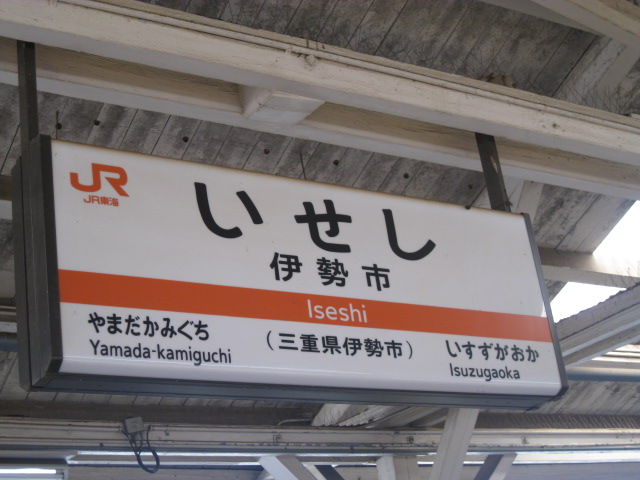 JR
JR東海
いせし
伊勢市
Iseshi
やまだかみぐち
Yamada-kamiguchi
（三重県伊勢市）
いすずがおか
Isuzugaoka